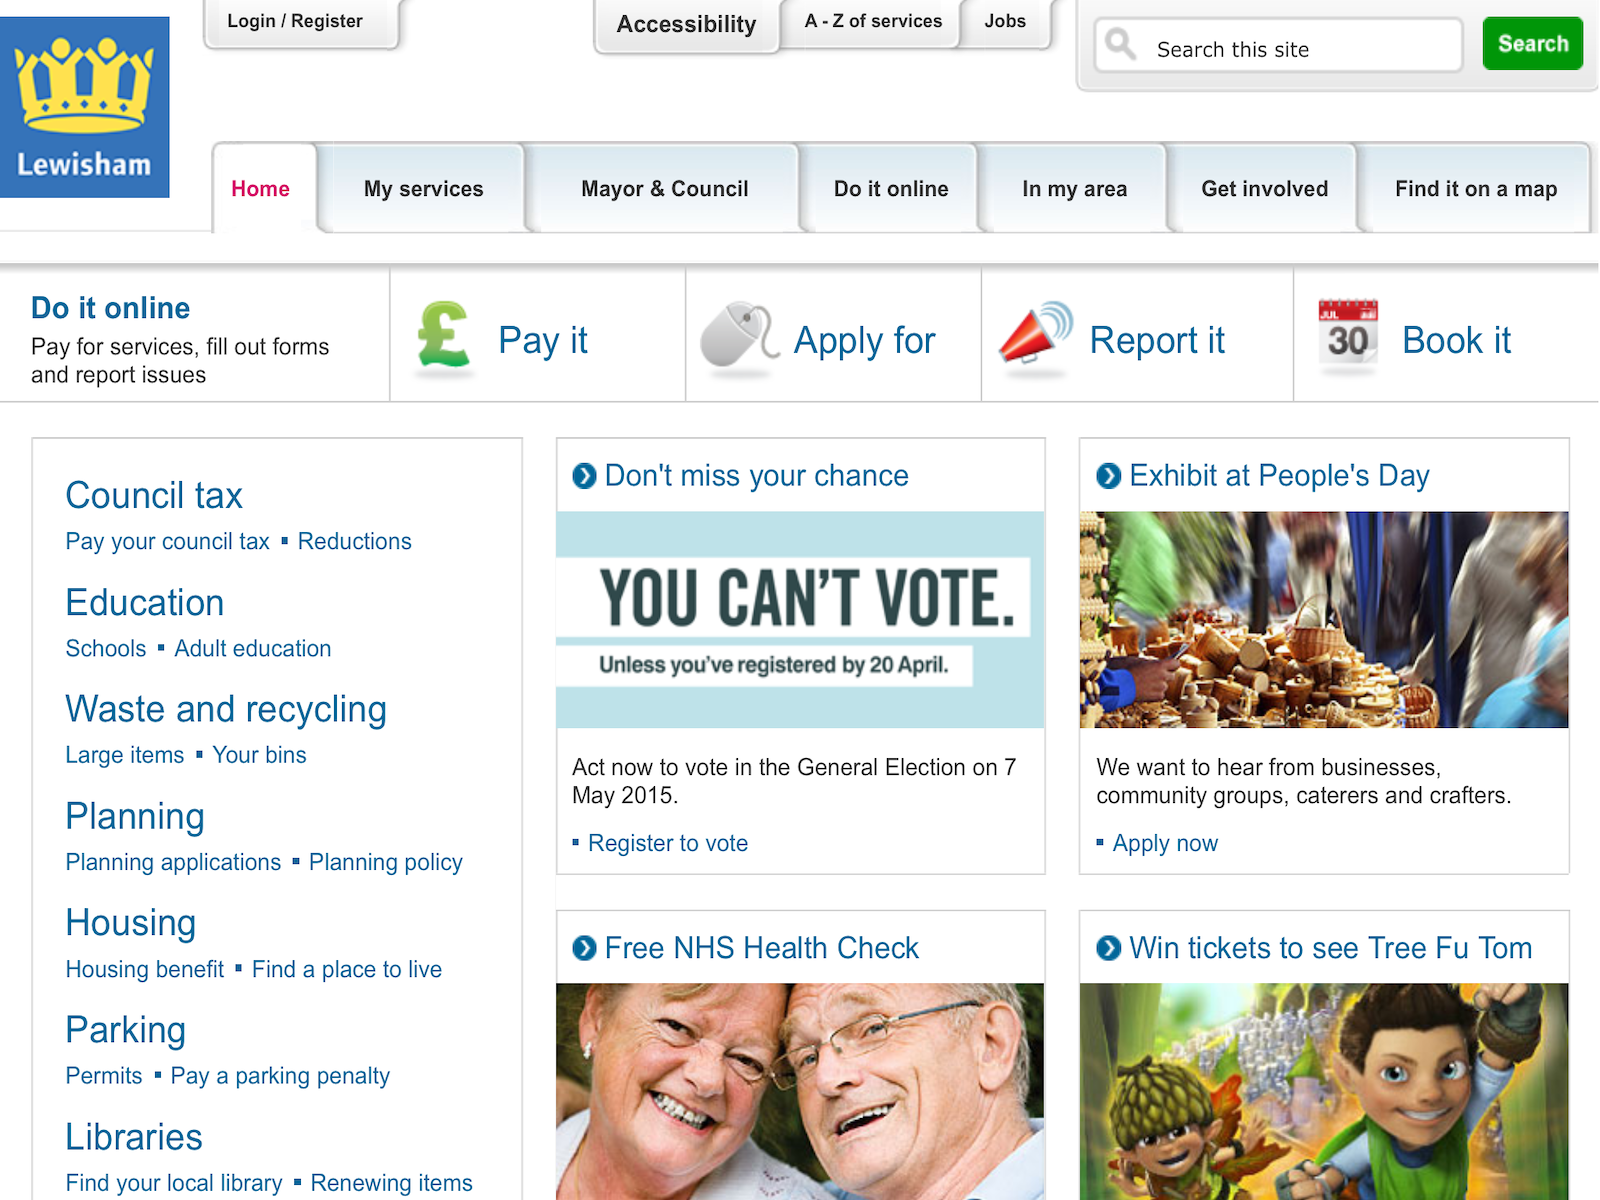 Login / Register
Accessibility
A - Z of services
Jobs
Search this site
Search
Lewisham
Home
My services
Mayor & Council
Do it online
In my area
Get involved
Find it on a map
Do it online
Pay for services, fill out forms
and report issues
Pay it
Apply for
Report it
JUL
30
Book it
Council tax
Pay your council tax ▪ Reductions
Education
Schools ▪ Adult education
Waste and recycling
Large items ▪ Your bins
Planning
Planning applications ▪ Planning policy
Housing
Housing benefit ▪ Find a place to live
Parking
Permits ▪ Pay a parking penalty
Libraries
Find your local library ▪ Renewing items
Don't miss your chance
YOU CAN'T VOTE.
Unless you've registered by 20 April.
Act now to vote in the General Election on 7
May 2015.
▪ Register to vote
Exhibit at People's Day
We want to hear from businesses,
community groups, caterers and crafters.
▪ Apply now
Free NHS Health Check
Win tickets to see Tree Fu Tom